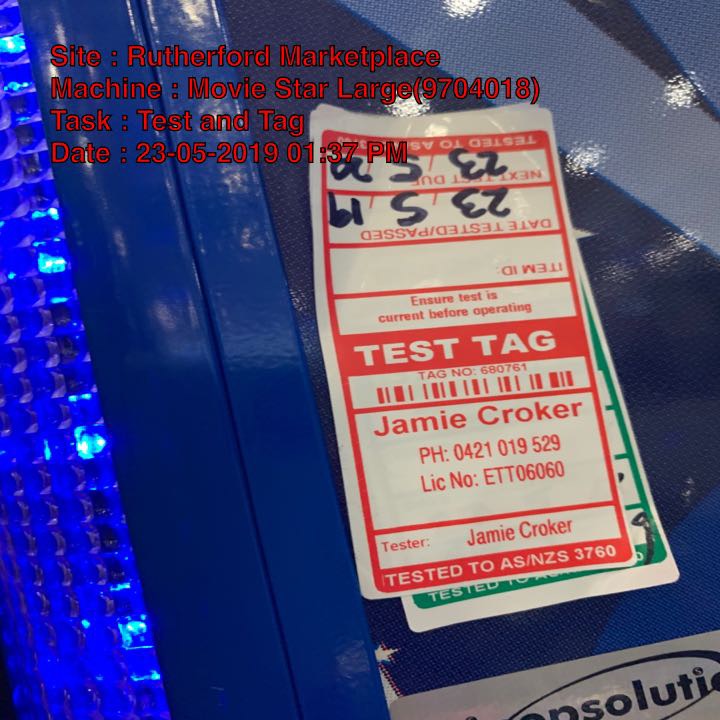 Site : Rutherford Marketplace
Machine : Movie Star Large(9704018)
Task : Test and Tag
Date : 23-05-2019 01:37 PM
TESTED TO AS
23 / 5 / 20
NEXT TEST DUE
23 / 5 / 19
DATE TESTED/PASSED
ITEM ID:
Ensure test is
current before operating
TEST TAG
TAG NO: 680761
Jamie Croker
PH: 0421 019 529
Lic No: ETT06060
Tester: Jamie Croker
TESTED TO AS/NZS 3760
TESTED TO